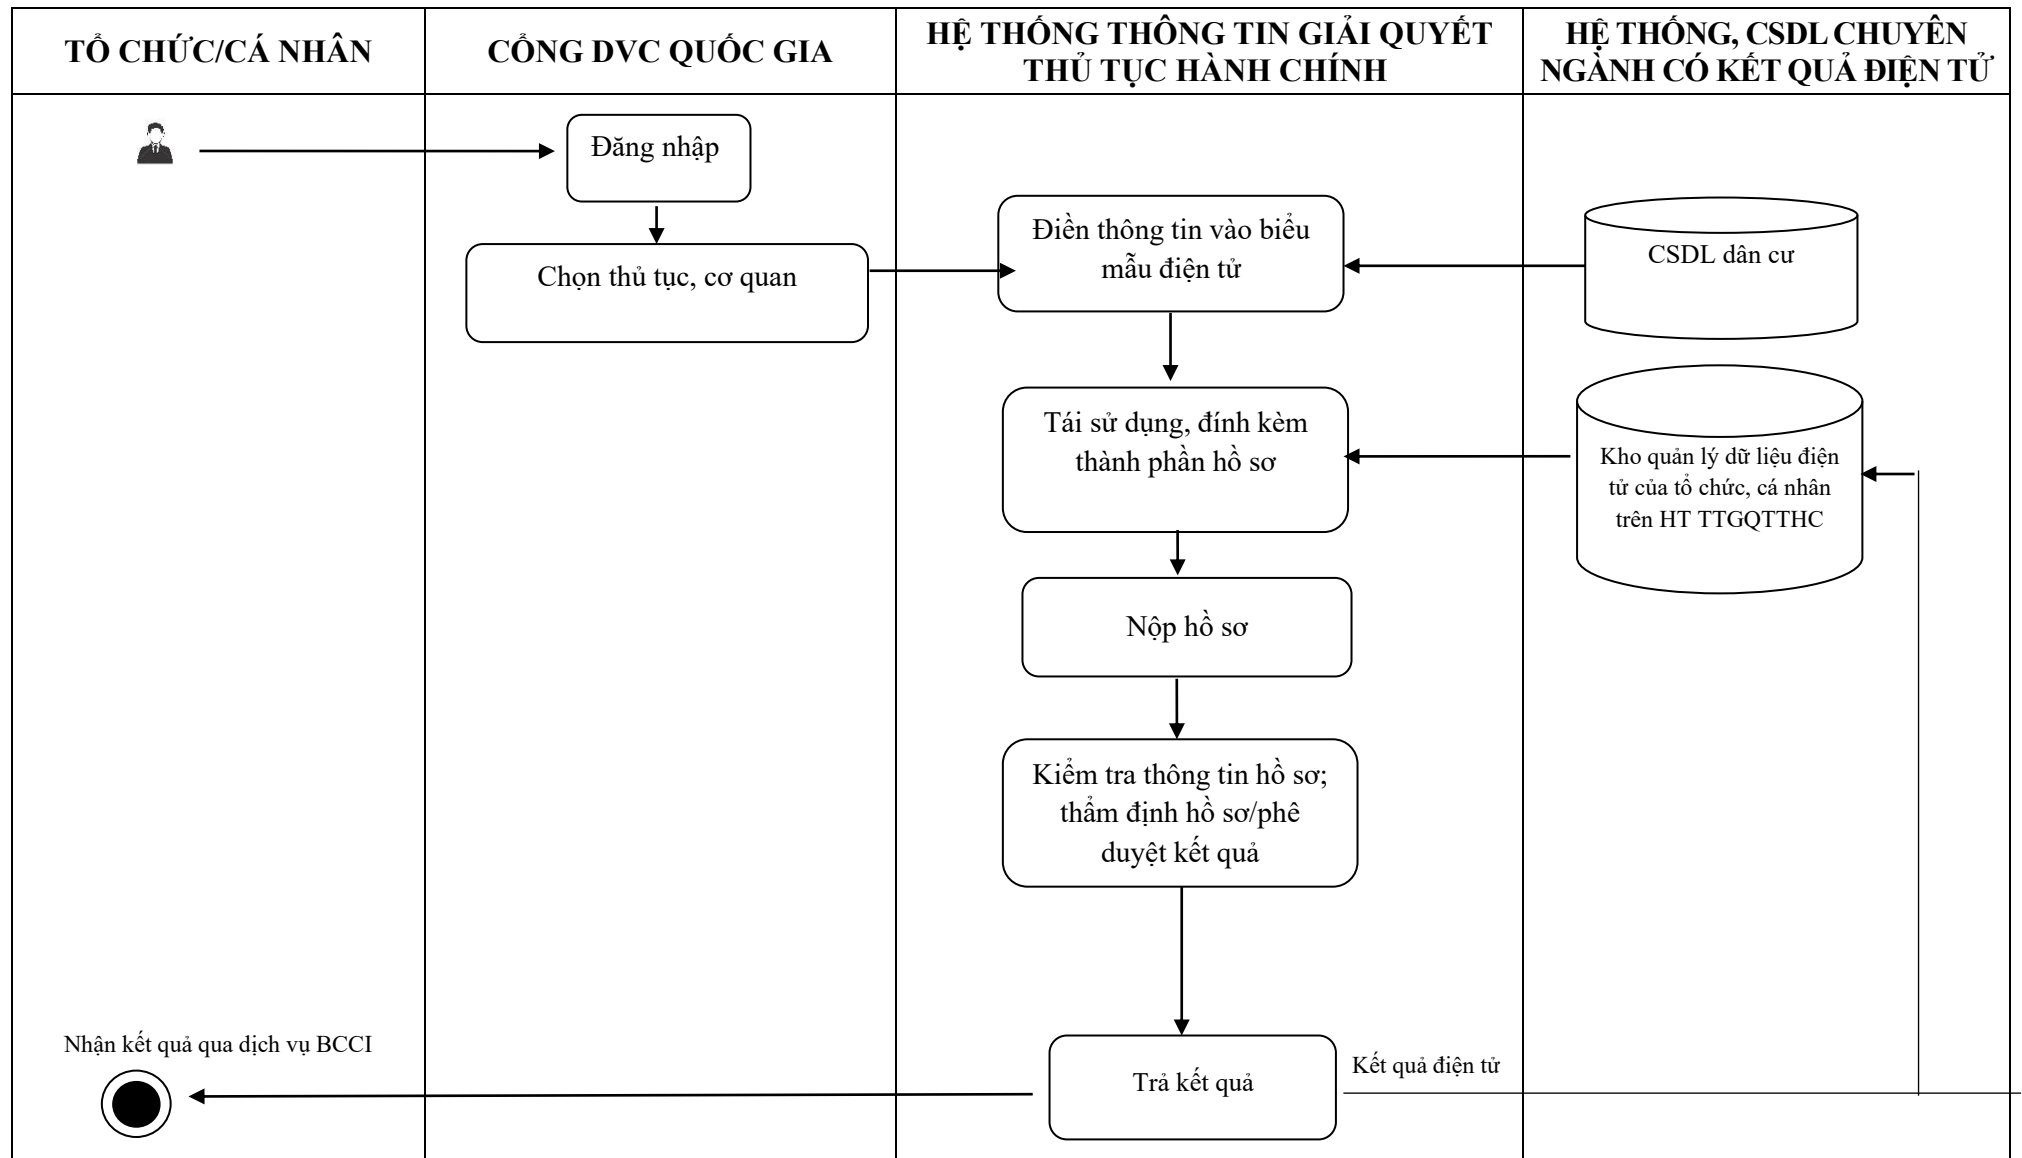 TỔ CHỨC/CÁ NHÂN
CỔNG DVC QUỐC GIA
HỆ THỐNG THÔNG TIN GIẢI QUYẾT
THỦ TỤC HÀNH CHÍNH
HỆ THỐNG, CSDL CHUYÊN
NGÀNH CÓ KẾT QUẢ ĐIỆN TỬ
Đăng nhập
Chọn thủ tục, cơ quan
Điền thông tin vào biểu
mẫu điện tử
CSDL dân cư
Tái sử dụng, đính kèm
thành phần hồ sơ
Kho quản lý dữ liệu điện
tử của tổ chức, cá nhân
trên HT TTGQTTHC
Nộp hồ sơ
Kiểm tra thông tin hồ sơ;
thẩm định hồ sơ/phê
duyệt kết quả
Nhận kết quả qua dịch vụ BCCI
Trả kết quả
Kết quả điện tử